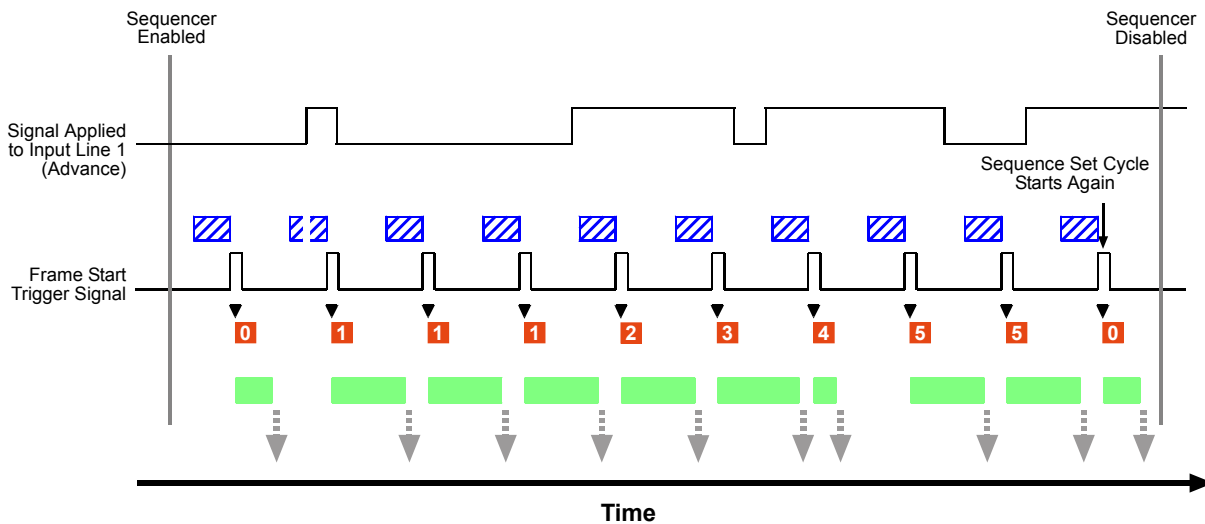 Sequencer
Enabled
Sequencer
Disabled
Signal Applied
to Input Line 1
(Advance)
Sequence Set Cycle
Starts Again
Frame Start
Trigger Signal
0 1 1 1 2 3 4 5 5 0
Time